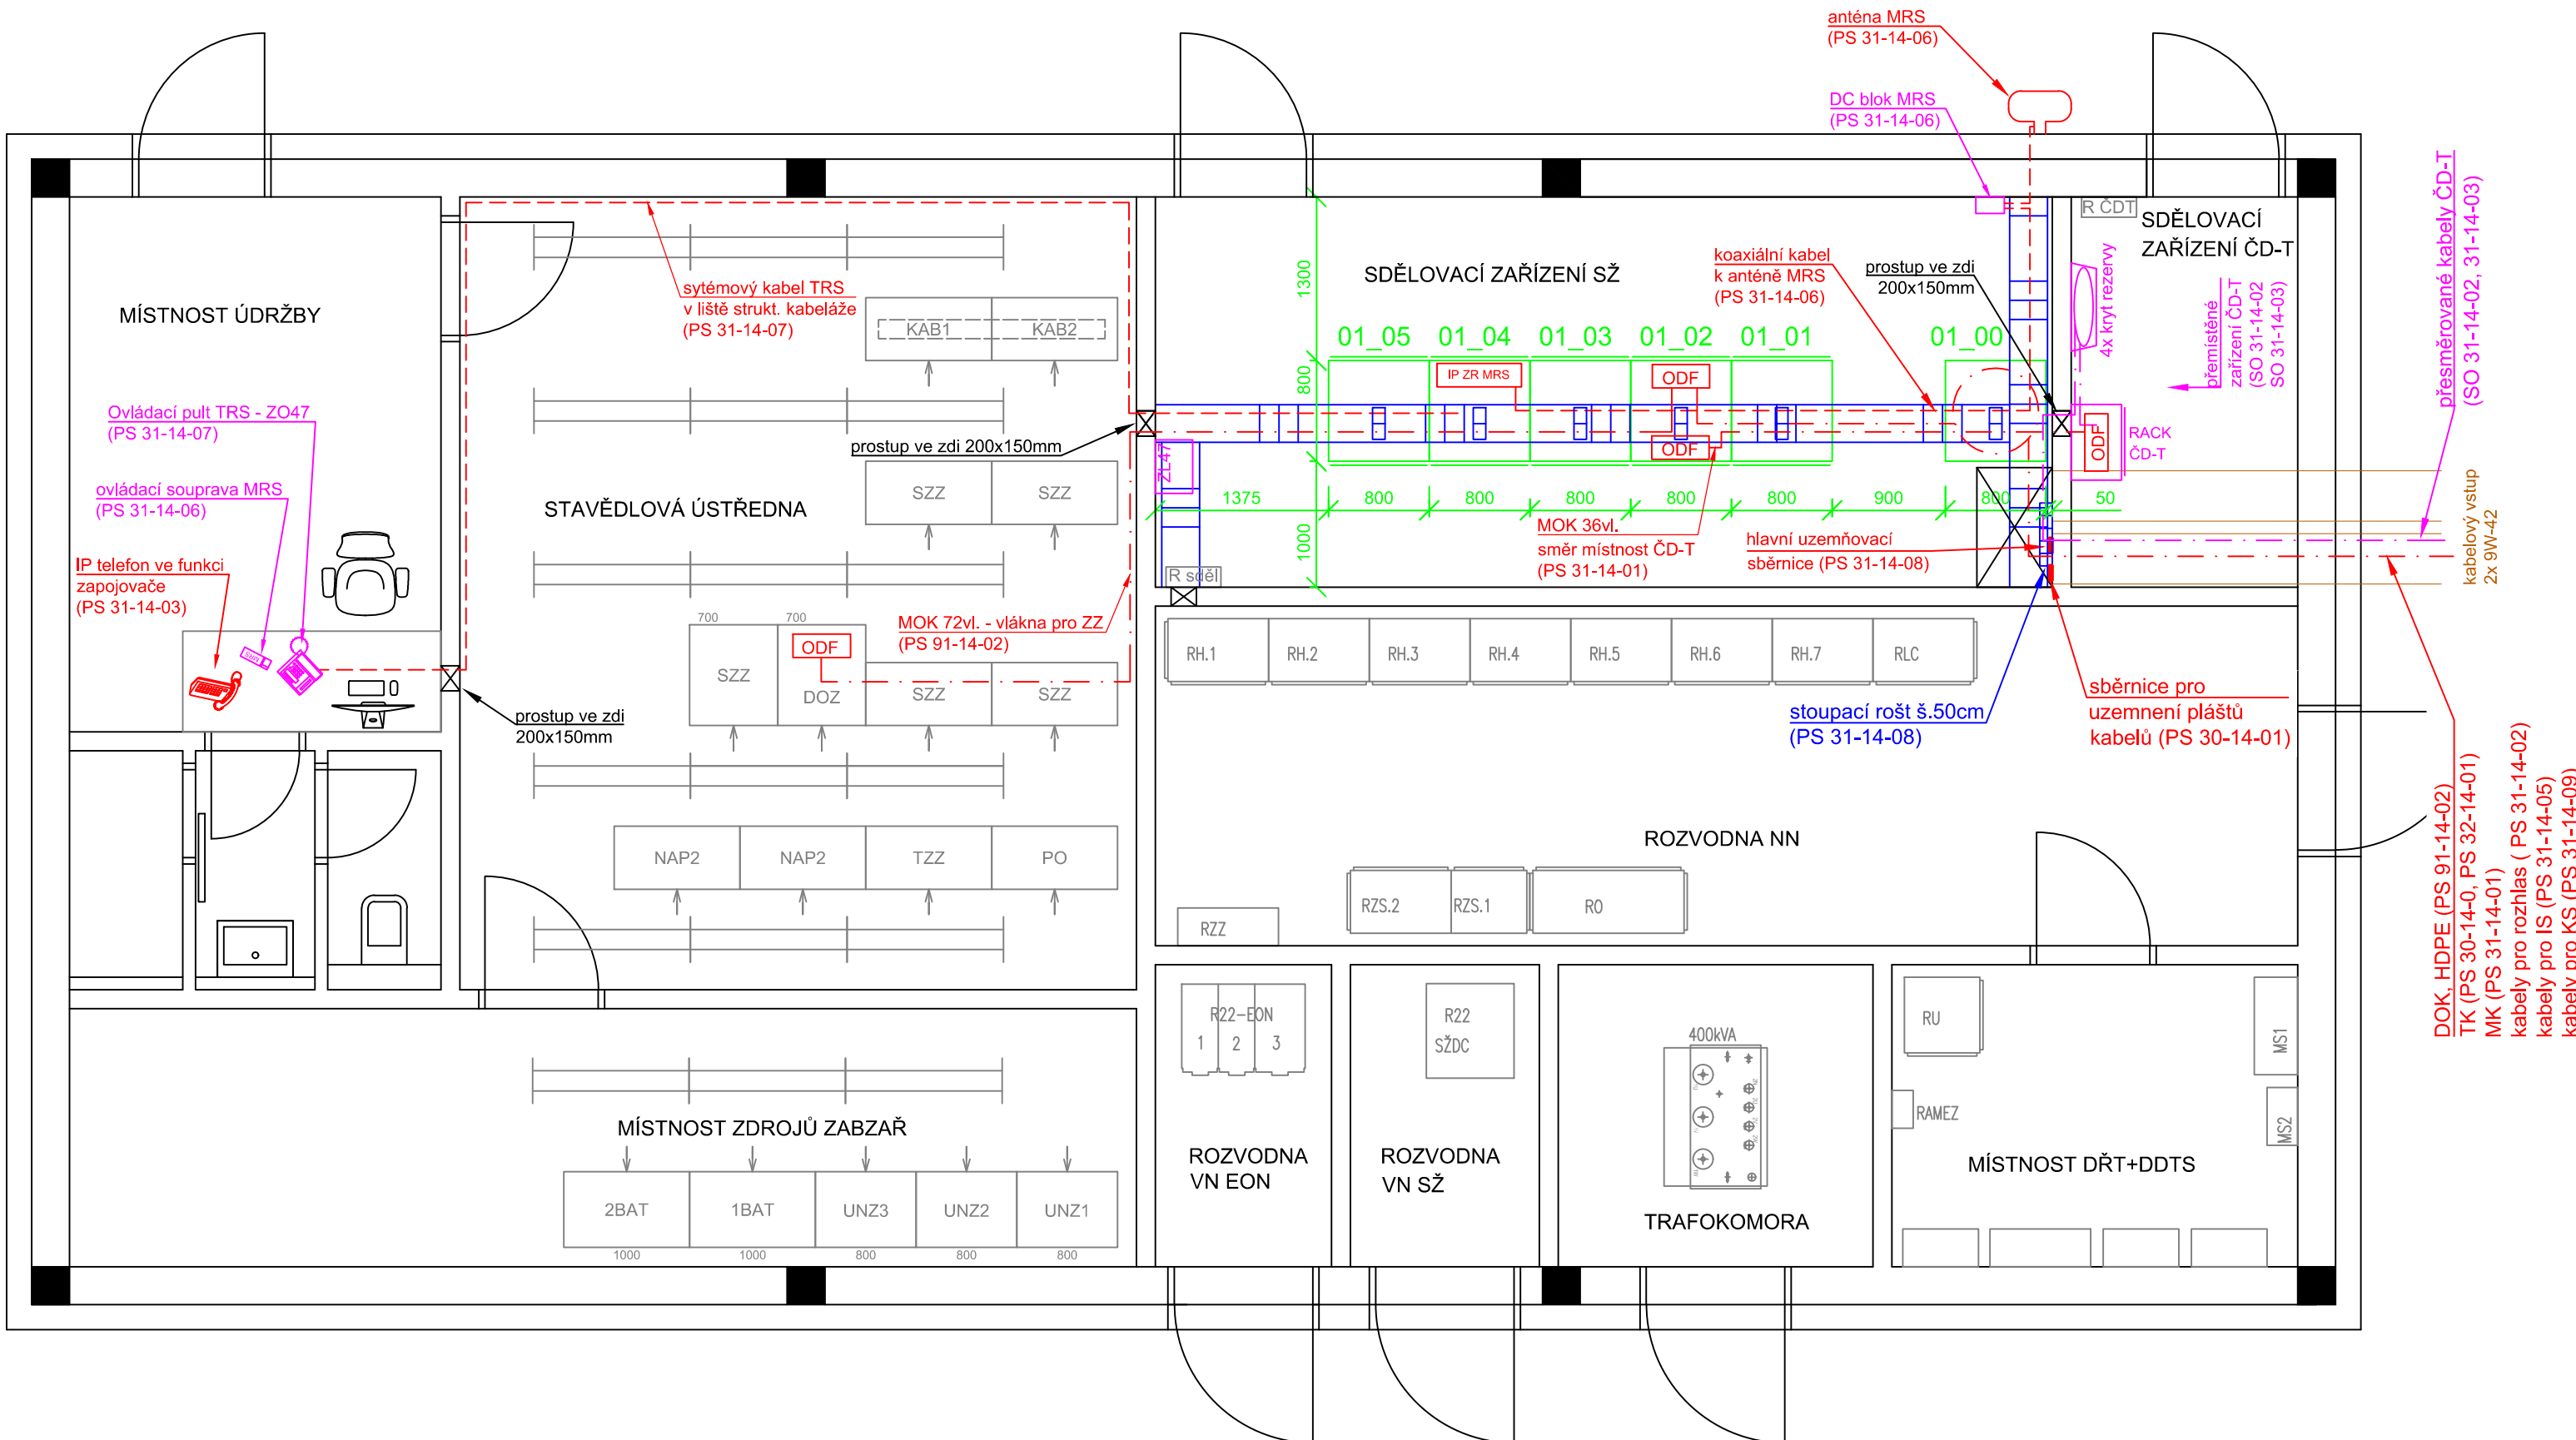 anténa MRS
(PS 31-14-06)
DC blok MRS
(PS 31-14-06)
MÍSTNOST ÚDRŽBY
sytémový kabel TRS
v liště strukt. kabeláže
(PS 31-14-07)
KAB1
KAB2
Ovládací pult TRS - ZO47
(PS 31-14-07)
ovládací souprava MRS
(PS 31-14-06)
IP telefon ve funkci
zapojovače
(PS 31-14-03)
MRS
prostup ve zdi
200x150mm
STAVĚDLOVÁ ÚSTŘEDNA
prostup ve zdi 200x150mm
SZZ
SZZ
MOK 72vl. - vlákna pro ZZ
(PS 91-14-02)
700
700
SZZ
ODF
DOZ
SZZ
SZZ
NAP2
NAP2
TZZ
PO
SDĚLOVACÍ ZAŘÍZENÍ SŽ
koaxiální kabel
k anténě MRS
(PS 31-14-06)
prostup ve zdi
200x150mm
01_05
01_04
01_03
01_02
01_01
01_00
IP ZR MRS
ODF
ODF
1300
800
1000
1375
800
800
800
800
800
900
800
50
ZL47
R sděl
MOK 36vl.
směr místnost ČD-T
(PS 31-14-01)
hlavní uzemňovací
sběrnice (PS 31-14-08)
R ČDT
SDĚLOVACÍ
ZAŘÍZENÍ ČD-T
4x kryt rezervy
přemístěné
zařízení ČD-T
(SO 31-14-02
SO 31-14-03)
ODF
RACK
ČD-T
přesměrované kabely ČD-T
(SO 31-14-02, 31-14-03)
kabelový vstup
2x 9W-42
stoupací rošt š.50cm
(PS 31-14-08)
sběrnice pro
uzemnení pláštů
kabelů (PS 30-14-01)
DOK, HDPE (PS 91-14-02)
TK (PS 30-14-0, PS 32-14-01)
MK (PS 31-14-01)
kabely pro rozhlas ( PS 31-14-02)
kabely pro IS (PS 31-14-05)
kabely pro KS (PS 31-14-09)
RH.1
RH.2
RH.3
RH.4
RH.5
RH.6
RH.7
RLC
ROZVODNA NN
RZZ
RZS.2
RZS.1
RO
MÍSTNOST ZDROJŮ ZABZAŘ
2BAT
1BAT
UNZ3
UNZ2
UNZ1
1000
1000
800
800
800
R22-EON
1
2
3
ROZVODNA
VN EON
R22
SŽDC
ROZVODNA
VN SŽ
400kVA
TRAFOKOMORA
RU
RAMEZ
MS1
MS2
MÍSTNOST DŘT+DDTS